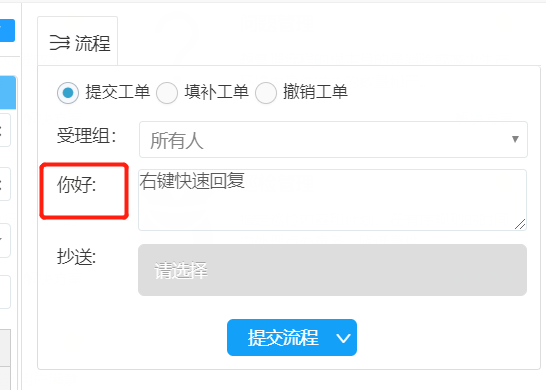 流程
提交工单 填补工单 撤销工单
受理组: 所有人
你好: 右键快速回复
抄送: 请选择
提交流程